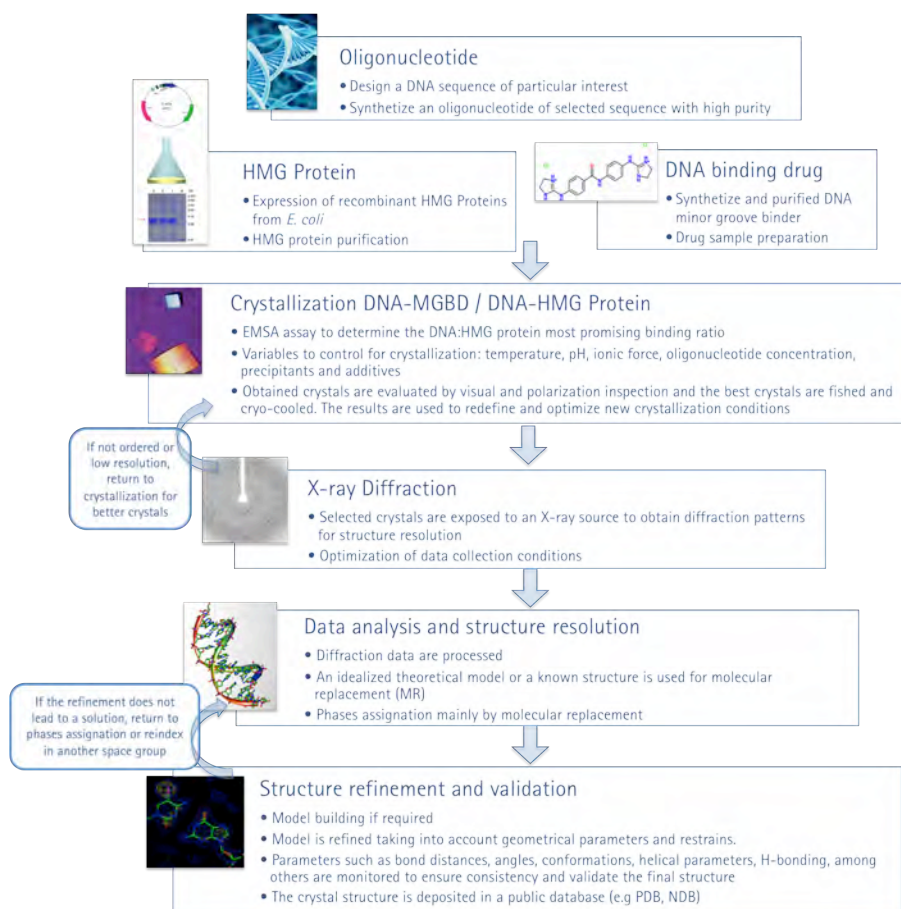 Oligonucleotide
• Design a DNA sequence of particular interest
• Synthetize an oligonucleotide of selected sequence with high purity
HMG Protein
• Expression of recombinant HMG Proteins
from E. coli
• HMG protein purification
DNA binding drug
• Synthetize and purified DNA
minor groove binder
• Drug sample preparation
Crystallization DNA-MGBD / DNA-HMG Protein
• EMSA assay to determine the DNA:HMG protein most promising binding ratio
• Variables to control for crystallization: temperature, pH, ionic force, oligonucleotide concentration,
precipitants and additives
• Obtained crystals are evaluated by visual and polarization inspection and the best crystals are fished and
cryo-cooled. The results are used to redefine and optimize new crystallization conditions
If not ordered or
low resolution,
return to
crystallization for
better crystals
X-ray Diffraction
• Selected crystals are exposed to an X-ray source to obtain diffraction patterns
for structure resolution
• Optimization of data collection conditions
Data analysis and structure resolution
• Diffraction data are processed
• An idealized theoretical model or a known structure is used for molecular
replacement (MR)
• Phases assignation mainly by molecular replacement
If the refinement does not
lead to a solution, return to
phases assignation or reindex
in another space group
Structure refinement and validation
• Model building if required
• Model is refined taking into account geometrical parameters and restrains.
• Parameters such as bond distances, angles, conformations, helical parameters, H-bonding, among
others are monitored to ensure consistency and validate the final structure
• The crystal structure is deposited in a public database (e.g PDB, NDB)